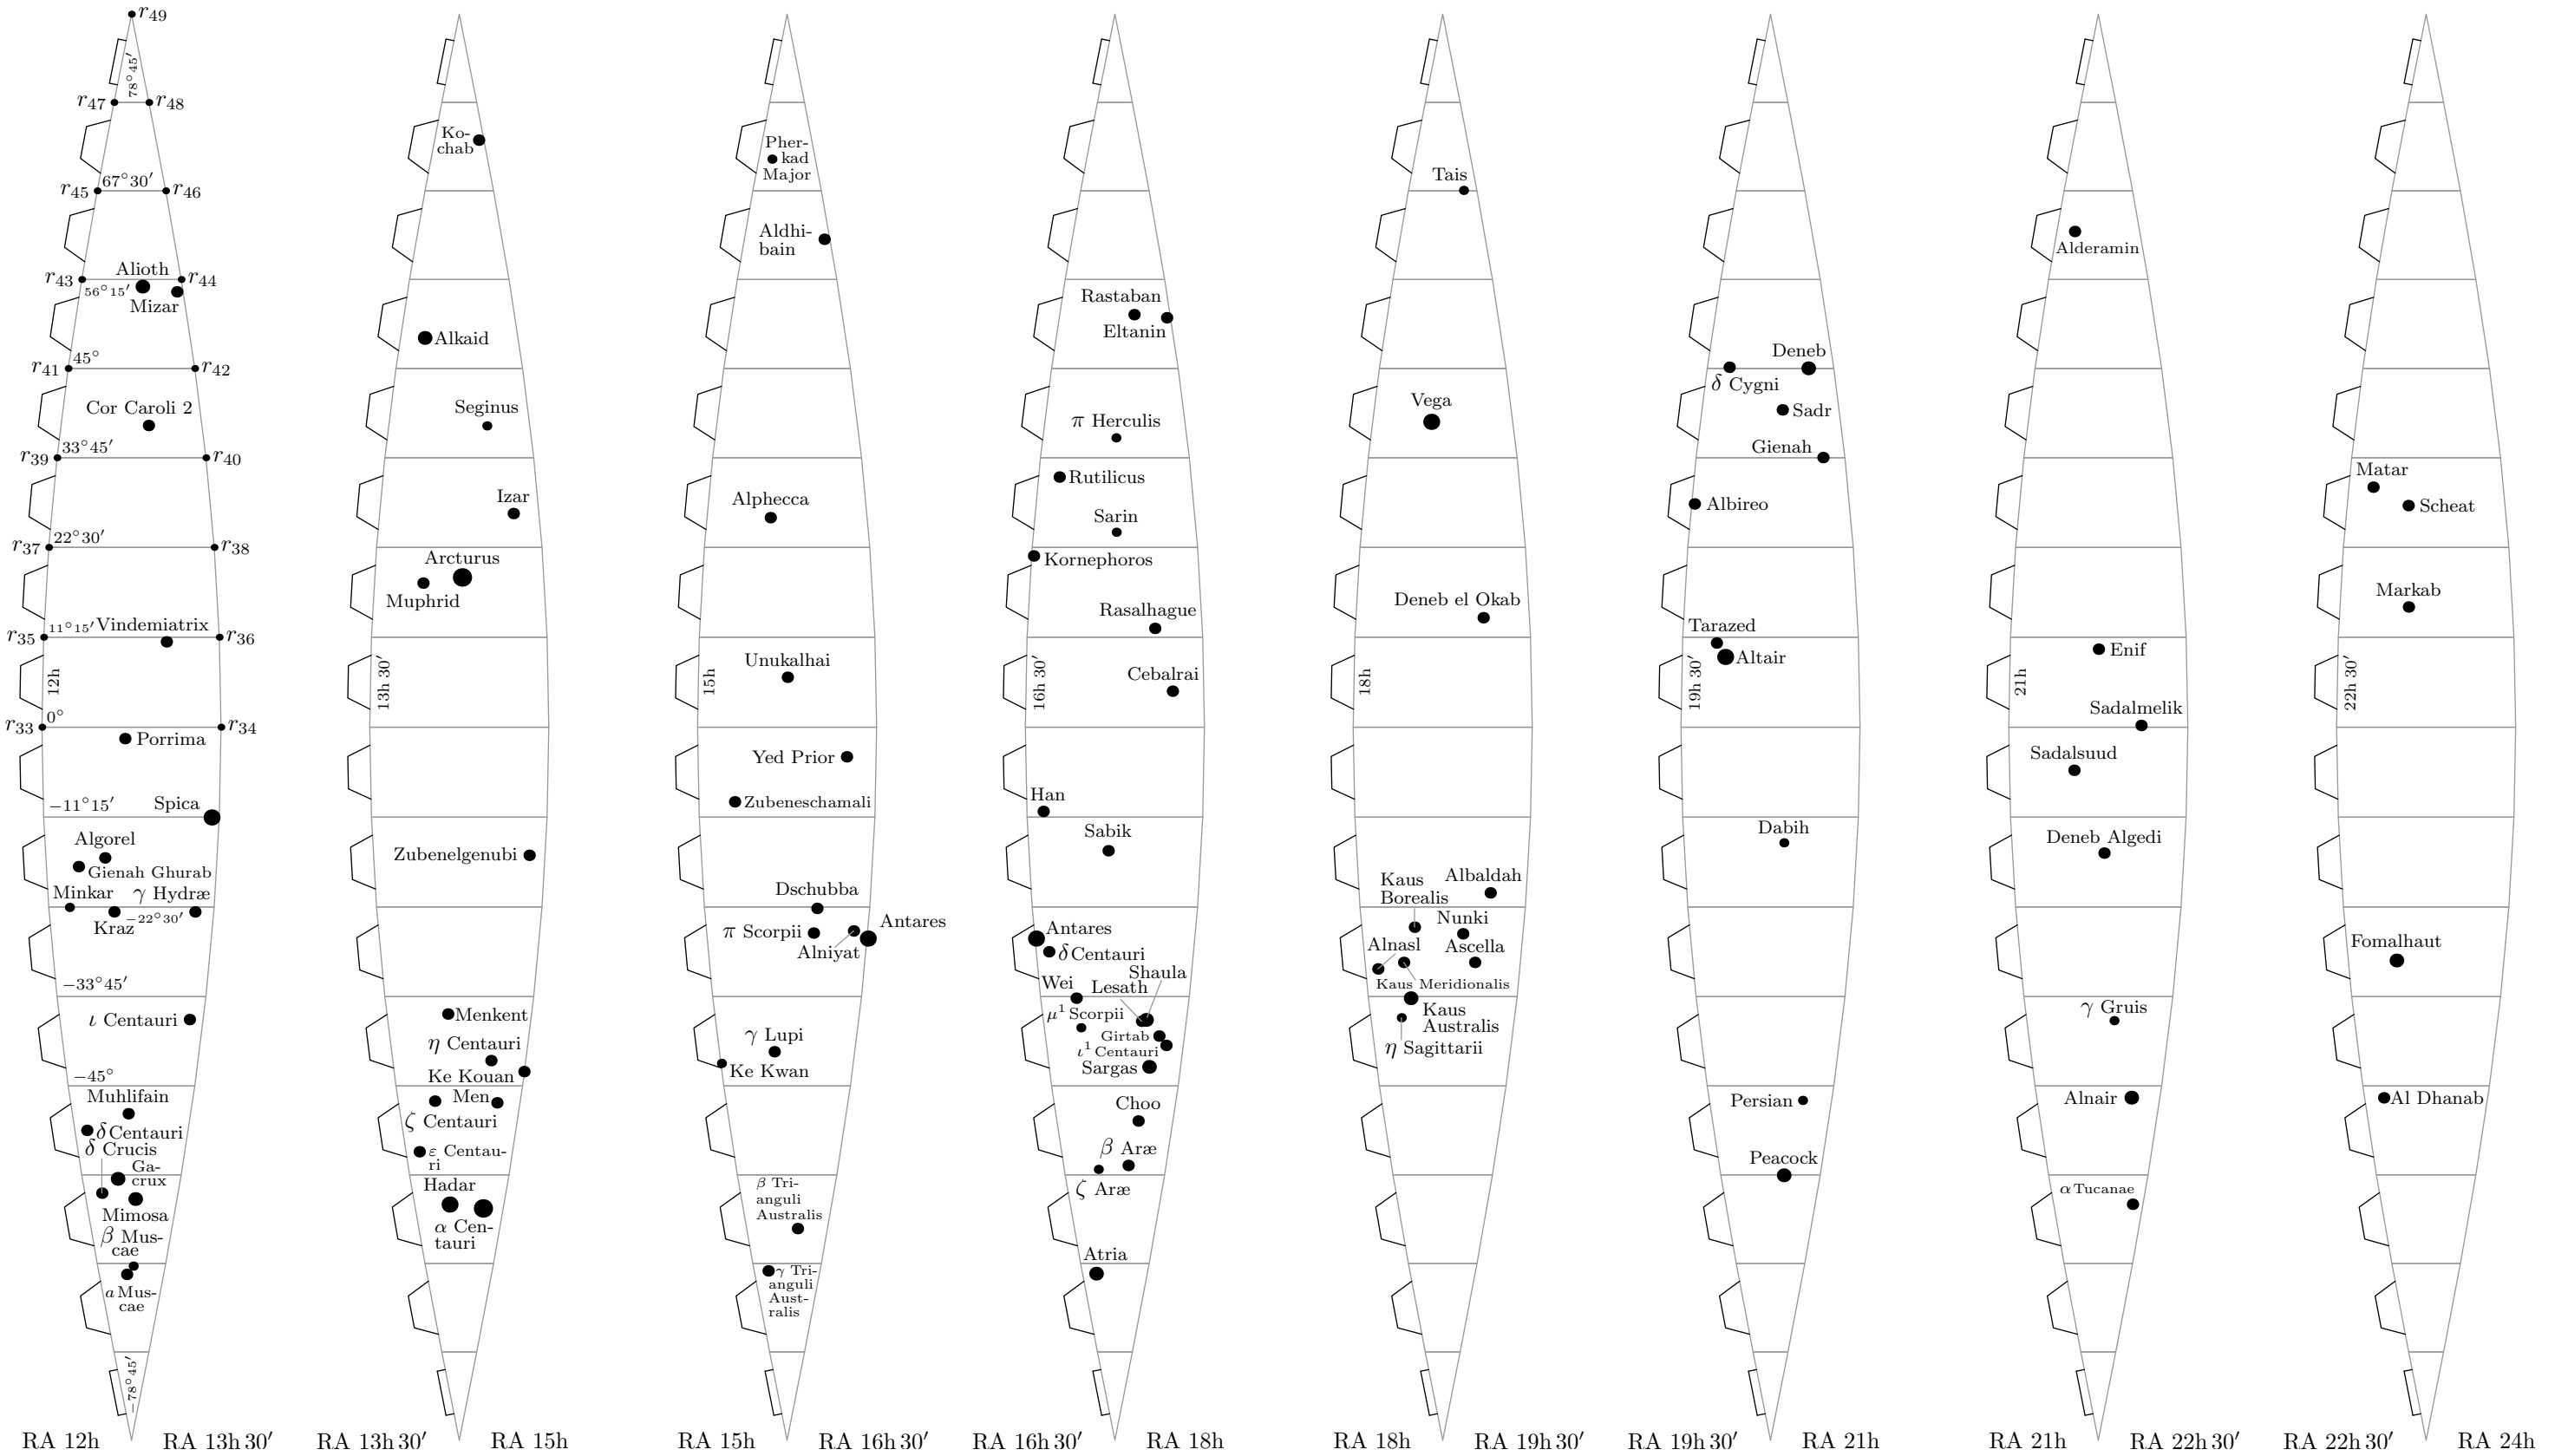 r49
78°45′
r47
r48
r45
67°30′
r46
Alioth
r43
r44
56°15′
Mizar
r41
45°
r42
Cor Caroli 2
r39
33°45′
r40
r37
22°30′
r38
r35
11°15′
Vindemiatrix
r36
12h
r33
0°
r34
Porrima
−11°15′
Spica
Algorel
Gienah Ghurab
Minkar
γ Hydræ
Kraz
−22°30′
−33°45′
ι Centauri
−45°
Muhlifain
δ Centauri
δ Crucis
Ga-
crux
Mimosa
β Mus-
cae
a Mus-
cae
−78°45′
RA 12h
RA 13h 30′
Ko-
chab
Alkaid
Seginus
Izar
Arcturus
Muphrid
13h 30′
Zubenelgenubi
Menkent
η Centauri
Ke Kouan
Men
ζ Centauri
ε Centau-
ri
Hadar
α Cen-
tauri
RA 13h 30′
RA 15h
Pher-
kad
Major
Aldhi-
bain
Alphecca
Unukalhai
15h
Yed Prior
Zubeneschamali
Dschubba
Antares
π Scorpii
Alniyat
γ Lupi
Ke Kwan
β Tri-
anguli
Australis
γ Tri-
anguli
Aust-
ralis
RA 15h
RA 16h 30′
Rastaban
Eltanin
π Herculis
Rutilicus
Sarin
Kornephoros
Rasalhague
Cebalrai
16h 30′
Han
Sabik
Antares
δ Centauri
Shaula
Wei
Lesath
μ1 Scorpii
Girtab
ι1 Centauri
Sargas
Choo
β Aræ
ζ Aræ
Atria
RA 16h 30′
RA 18h
Tais
Vega
Deneb el Okab
18h
Kaus
Borealis
Albaldah
Nunki
Alnasl
Ascella
Kaus Meridionalis
Kaus
Australis
η Sagittarii
RA 18h
RA 19h 30′
Deneb
δ Cygni
Sadr
Gienah
Albireo
Tarazed
Altair
19h 30′
Dabih
Persian
Peacock
RA 19h 30′
RA 21h
Alderamin
Enif
21h
Sadalmelik
Sadalsuud
Deneb Algedi
γ Gruis
Alnair
α Tucanae
RA 21h
RA 22h 30′
Matar
Scheat
Markab
22h 30′
Fomalhaut
Al Dhanab
RA 22h 30′
RA 24h